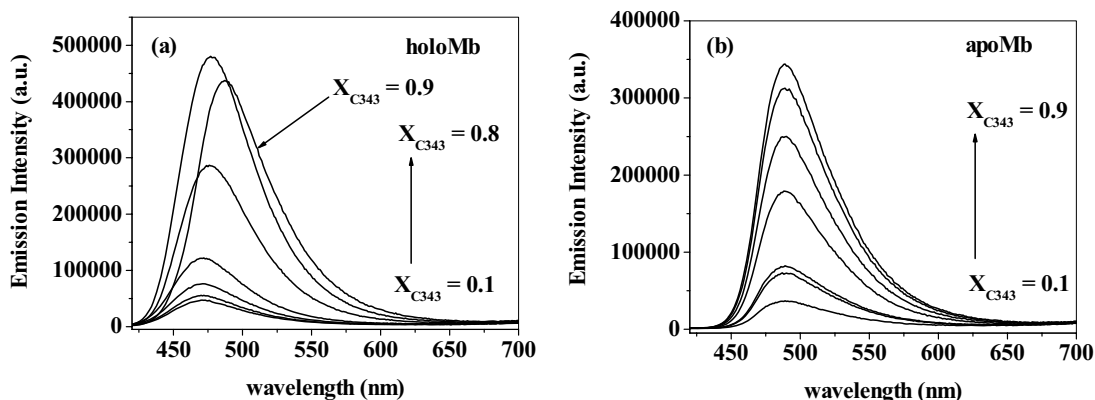 (a)
holoMb
X_C343 = 0.9
X_C343 = 0.8
X_C343 = 0.1
500000
400000
300000
200000
100000
0
450 500 550 600 650 700
wavelength (nm)
Emission Intensity (a.u.)
(b)
apoMb
X_C343 = 0.9
X_C343 = 0.1
400000
300000
200000
100000
0
450 500 550 600 650 700
wavelength (nm)
Emission Intensity (a.u.)